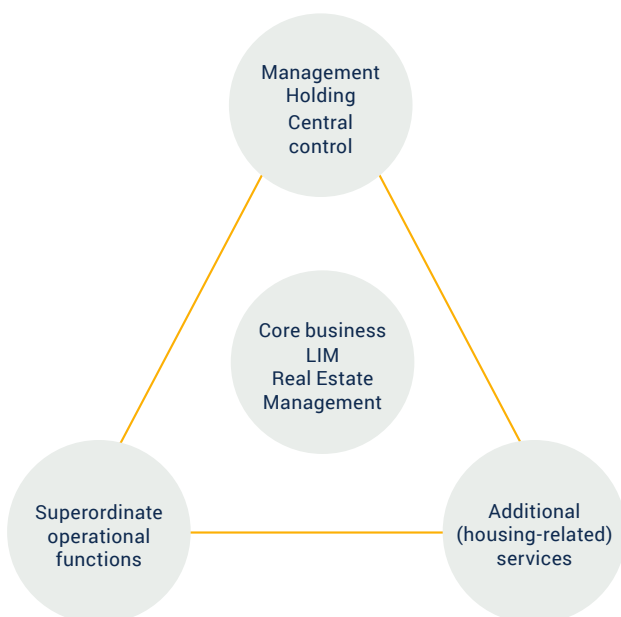 Management
Holding
Central
control
Core business
LIM
Real Estate
Management
Superordinate
operational
functions
Additional
(housing-related)
services